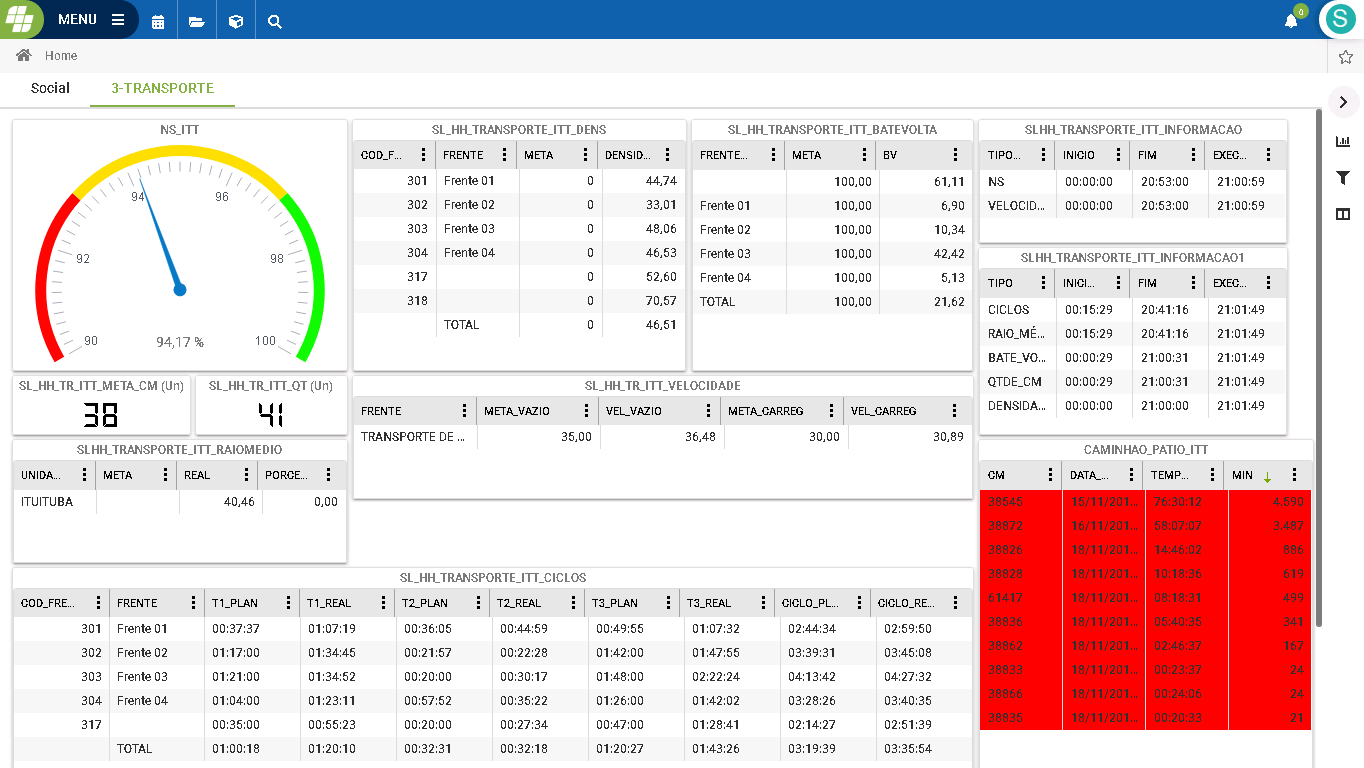 MENU
0
S
Home
Social
3-TRANSPORTE
NS_ITT
90
92
94
96
98
100
94,17 %
SL_HH_TRANSPORTE_ITT_DENS
COD_F... FRENTE META DENSID...
301 Frente 01 0 44,74
302 Frente 02 0 33,01
303 Frente 03 0 48,06
304 Frente 04 0 46,53
317 0 52,60
318 0 70,57
TOTAL 0 46,51
SL_HH_TRANSPORTE_ITT_BATEVOLTA
FRENTE... META BV
100,00 61,11
Frente 01 100,00 6,90
Frente 02 100,00 10,34
Frente 03 100,00 42,42
Frente 04 100,00 5,13
TOTAL 100,00 21,62
SLHH_TRANSPORTE_ITT_INFORMACAO
TIPO... INICIO FIM EXEC...
NS 00:00:00 20:53:00 21:00:59
VELOCID... 00:00:00 20:53:00 21:00:59
SLHH_TRANSPORTE_ITT_INFORMACAO1
TIPO INICI... FIM EXEC...
CICLOS 00:15:29 20:41:16 21:01:49
RAIO_MÉ... 00:15:29 20:41:16 21:01:49
BATE_VO... 00:00:29 21:00:31 21:01:49
QTDE_CM 00:00:29 21:00:31 21:01:49
DENSIDA... 00:00:00 21:00:00 21:01:49
SL_HH_TR_ITT_META_CM (Un)
38
SL_HH_TR_ITT_QT (Un)
41
SL_HH_TR_ITT_VELOCIDADE
FRENTE META_VAZIO VEL_VAZIO META_CARREG VEL_CARREG
TRANSPORTE DE ... 35,00 36,48 30,00 30,89
SLHH_TRANSPORTE_ITT_RAIOMEDIO
UNIDA... META REAL PORCE...
ITUITUBA 40,46 0,00
CAMINHAO_PATIO_ITT
CM DATA_... TEMP... MIN
38545 15/11/201... 76:30:12 4.590
38872 16/11/201... 58:07:07 3.487
38826 18/11/201... 14:46:02 886
38828 18/11/201... 10:18:36 619
61417 18/11/201... 08:18:31 499
38836 18/11/201... 05:40:35 341
38862 18/11/201... 02:46:37 167
38833 18/11/201... 00:23:37 24
38865 18/11/201... 00:24:06 24
38835 18/11/201... 00:20:33 21
SL_HH_TRANSPORTE_ITT_CICLOS
COD_FRE... FRENTE T1_PLAN T1_REAL T2_PLAN T2_REAL T3_PLAN T3_REAL CICLO_PL... CICLO_RE...
301 Frente 01 00:37:37 01:07:19 00:36:05 00:44:59 00:49:55 01:07:32 02:44:34 02:59:50
302 Frente 02 01:17:00 01:34:45 00:21:57 00:22:28 01:42:00 01:47:55 03:39:31 03:45:08
303 Frente 03 01:21:00 01:34:52 00:20:00 00:30:17 01:48:00 02:22:24 04:13:42 04:27:32
304 Frente 04 01:04:00 01:23:11 00:57:52 00:35:22 01:26:00 01:42:02 03:28:26 03:40:35
317 00:35:00 00:55:23 00:20:00 00:27:34 00:47:00 01:28:41 02:14:27 02:51:39
TOTAL 01:00:18 01:20:10 00:32:31 00:32:18 01:20:27 01:43:26 03:19:39 03:35:54